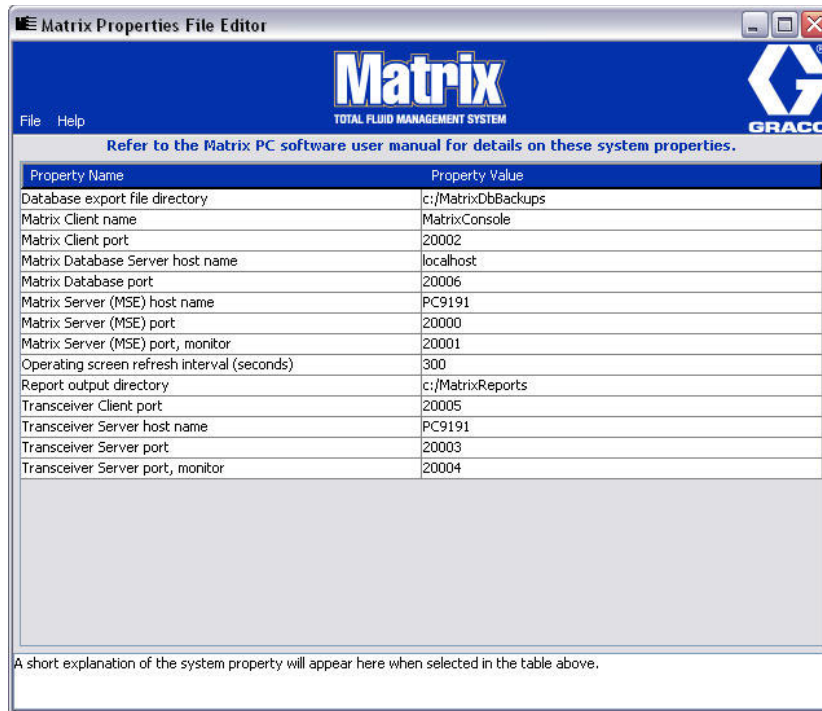 Matrix Properties File Editor
Matrix
TOTAL FLUID MANAGEMENT SYSTEM
File Help
GRACO
Refer to the Matrix PC software user manual for details on these system properties.
Property Name Property Value
Database export file directory c:/MatrixDbBackups
Matrix Client name MatrixConsole
Matrix Client port 20002
Matrix Database Server host name localhost
Matrix Database port 20006
Matrix Server (MSE) host name PC9191
Matrix Server (MSE) port 20000
Matrix Server (MSE) port, monitor 20001
Operating screen refresh interval (seconds) 300
Report output directory c:/MatrixReports
Transceiver Client port 20005
Transceiver Server host name PC9191
Transceiver Server port 20003
Transceiver Server port, monitor 20004
A short explanation of the system property will appear here when selected in the table above.